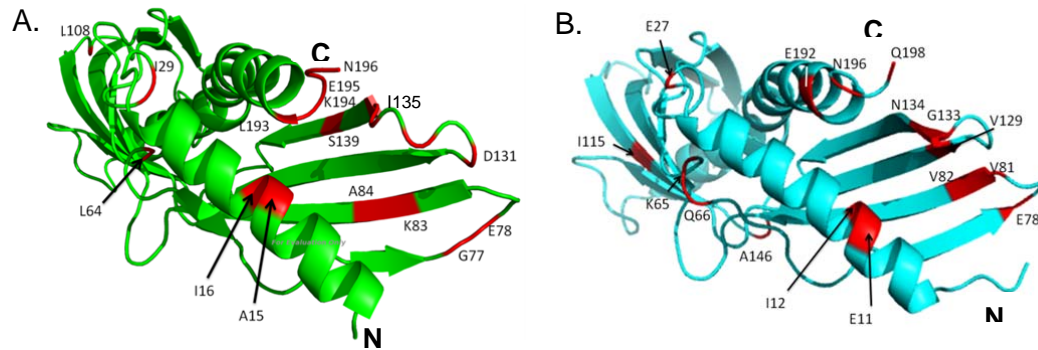 A.
L108
I29
C
N196
E195
K194
L193
I135
S139
D131
L64
A84
K83
E78
G77
I16
A15
N
B.
E27
C
E192
N196
Q198
N134
G133
V129
I115
V81
V82
K65
Q66
E78
A146
I12
E11
N